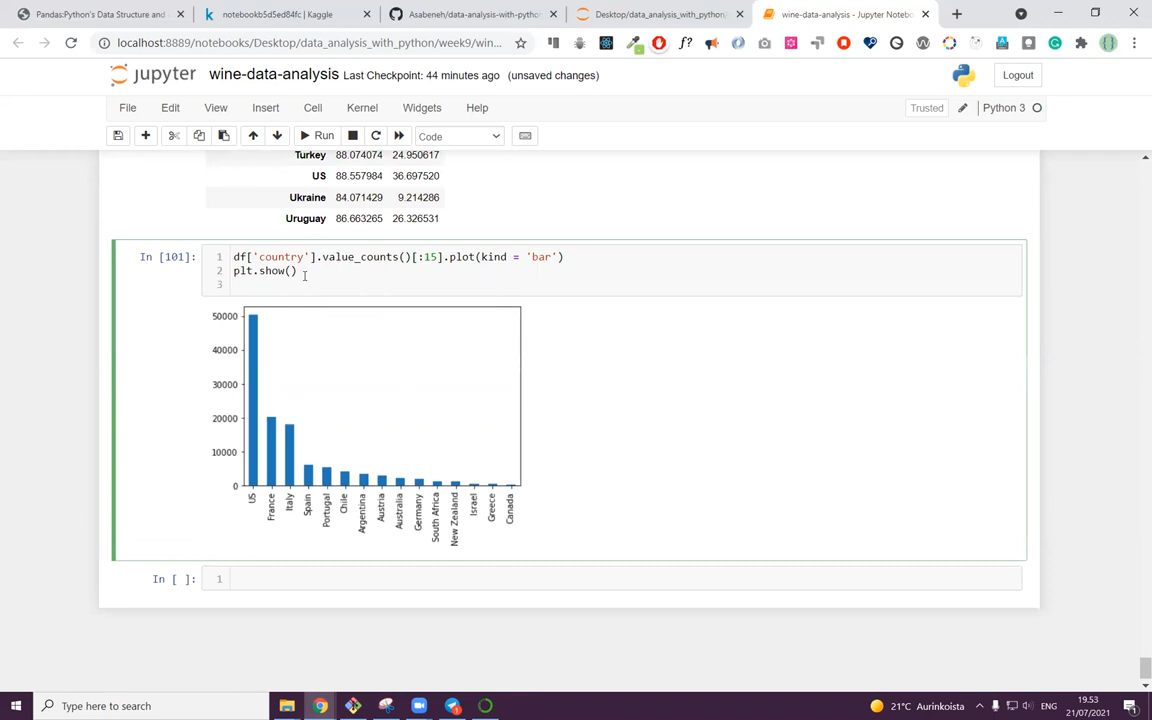 Pandas:Python's Data Structure and
notebookb5d5ed84fc | Kaggle
Asabeneh/data-analysis-with-python
Desktop/data_analysis_with_python/
wine-data-analysis - Jupyter Notebo
localhost:8889/notebooks/Desktop/data_analysis_with_python/week9/win...
jupyter wine-data-analysis Last Checkpoint: 44 minutes ago (unsaved changes)
Logout
File Edit View Insert Cell Kernel Widgets Help
Trusted
Python 3
Run
Code
Turkey 88.074074 24.950617
US 88.557984 36.697520
Ukraine 84.071429 9.214286
Uruguay 86.663265 26.326531
In [101]:
1 df['country'].value_counts()[:15].plot(kind = 'bar')
2 plt.show()
3
50000
40000
30000
20000
10000
0
US
France
Italy
Spain
Portugal
Chile
Argentina
Austria
Australia
Germany
South Africa
New Zealand
Israel
Greece
Canada
In [ ]:
1
Type here to search
21°C Aurinkoista
ENG
19.53
21/07/2021